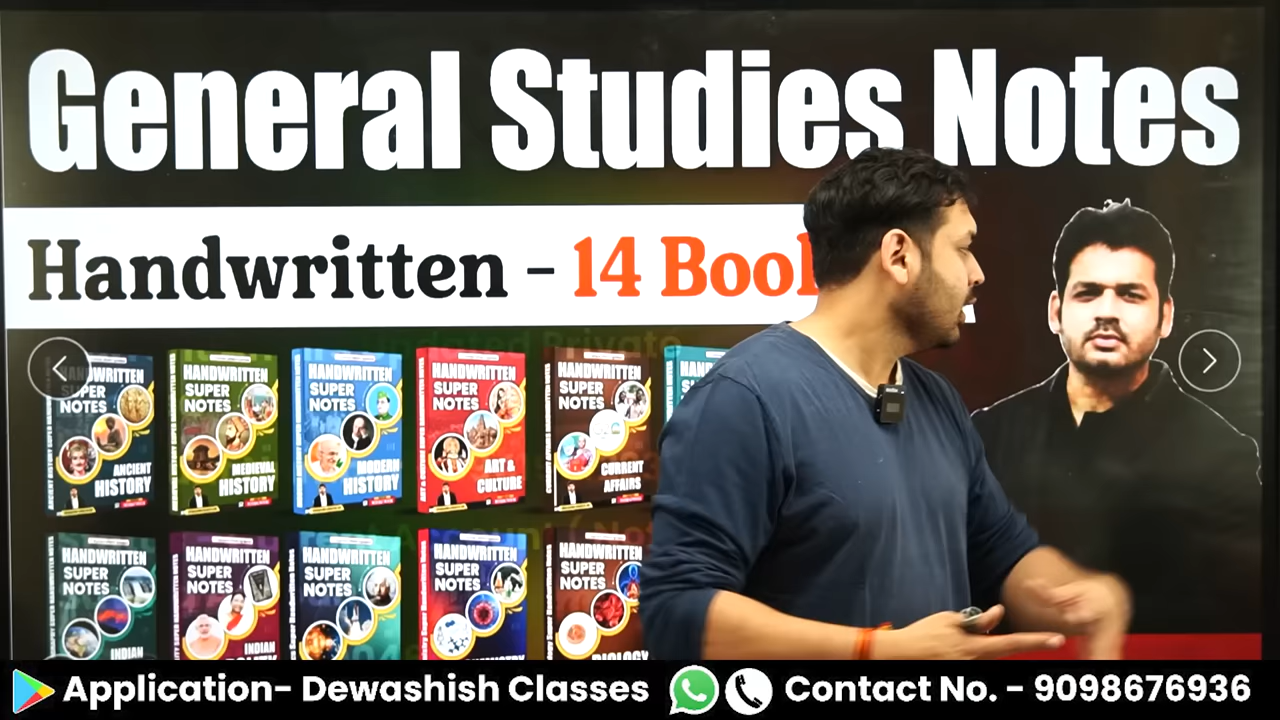 General Studies Notes
Handwritten - 14 Boo
HANDWRITTEN
SUPER
NOTES
ANCIENT
HISTORY
HANDWRITTEN
SUPER
NOTES
MEDIEVAL
HISTORY
HANDWRITTEN
SUPER
NOTES
MODERN
HISTORY
HANDWRITTEN
SUPER
NOTES
ART &
CULTURE
HANDWRITTEN
SUPER
NOTES
CURRENT
AFFAIRS
HANDWRITTEN
SUPER
NOTES
INDIAN
HANDWRITTEN
SUPER
NOTES
INDIAN
HANDWRITTEN
SUPER
NOTES
HANDWRITTEN
SUPER
NOTES
HANDWRITTEN
SUPER
NOTES
BIOLOGY
Application- Dewashish Classes
Contact No. - 9098676936